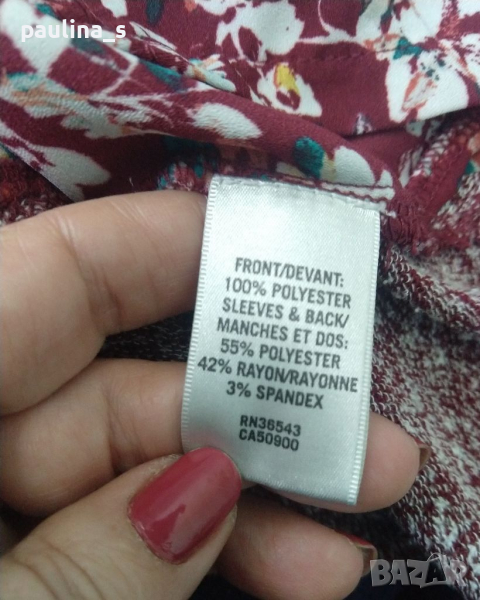 paulina_s
FRONT/DEVANT:
100% POLYESTER
SLEEVES & BACK/
MANCHES ET DOS:
55% POLYESTER
42% RAYON/RAYONNE
3% SPANDEX
RN36543
CA50900
BAZAR